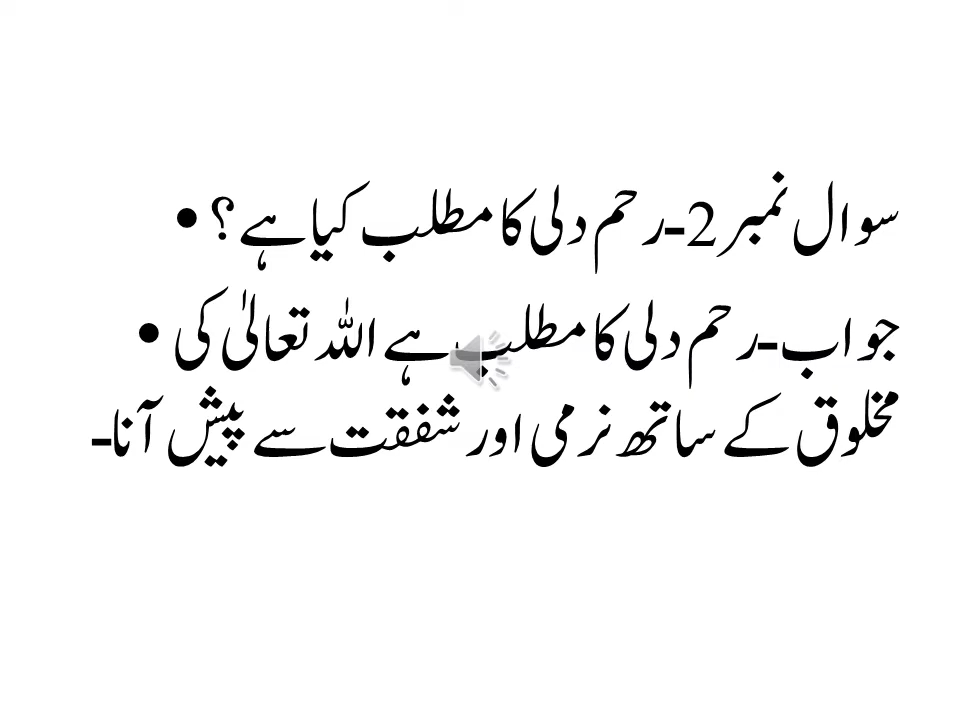 سوال نمبر 2-رحم دلی کا مطلب کیا ہے ؟ •
جواب-رحم دلی کا مطلب ہے اللہ تعالیٰ کی •
مخلوق کے ساتھ نرمی اور شفقت سے پیش آنا-